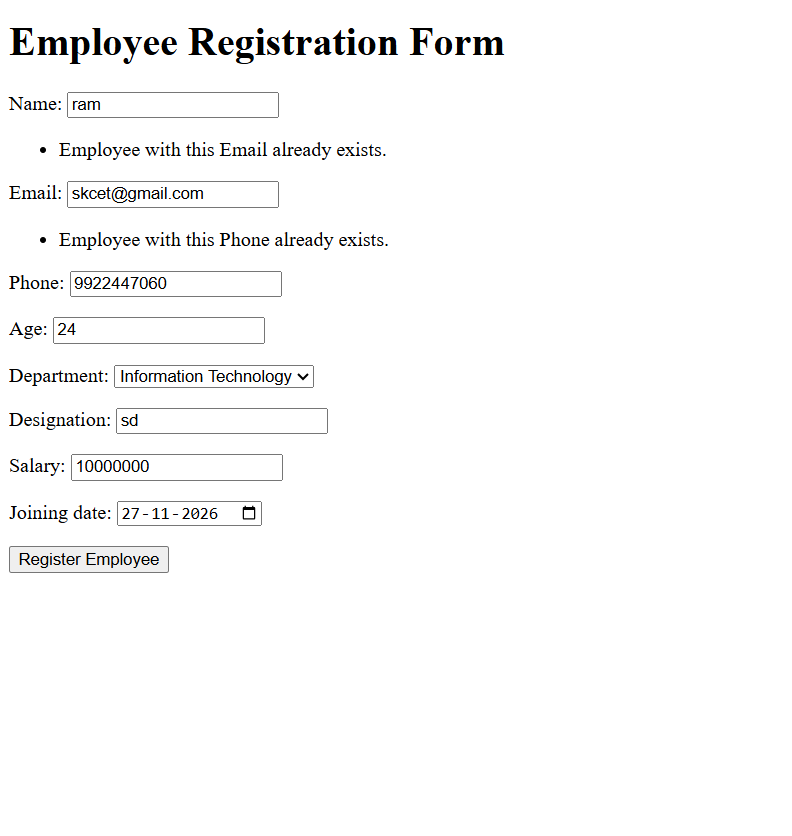 Employee Registration Form
Name: ram
• Employee with this Email already exists.
Email: skcet@gmail.com
• Employee with this Phone already exists.
Phone: 9922447060
Age: 24
Department: Information Technology
Designation: sd
Salary: 10000000
Joining date: 27-11-2026
Register Employee